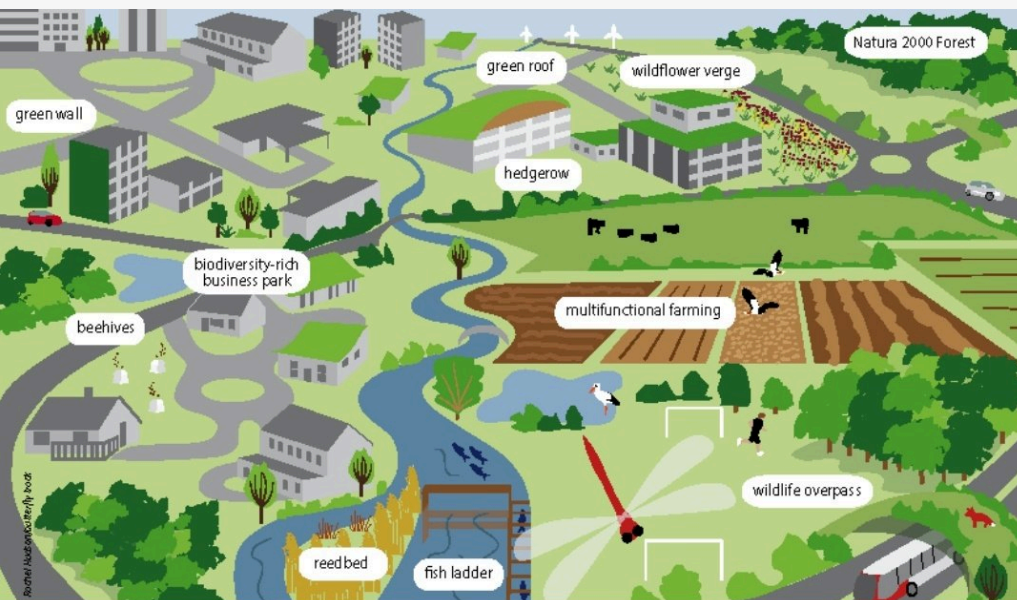 Natura 2000 Forest
green roof
wildflower verge
green wall
hedgerow
biodiversity-rich
business park
multifunctional farming
beehives
wildlife overpass
reedbed
fish ladder